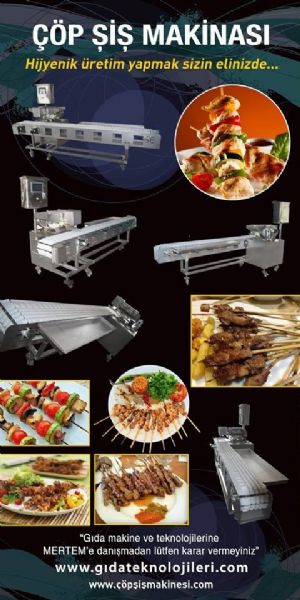 ÇÖP ŞİŞ MAKİNASI
Hijyenik üretim yapmak sizin elinizde...
“Gıda makine ve teknolojilerine
MERTEM’e danışmadan lütfen karar vermeyiniz”
www.gıdateknolojileri.com
www.çöpşişmakinesi.com